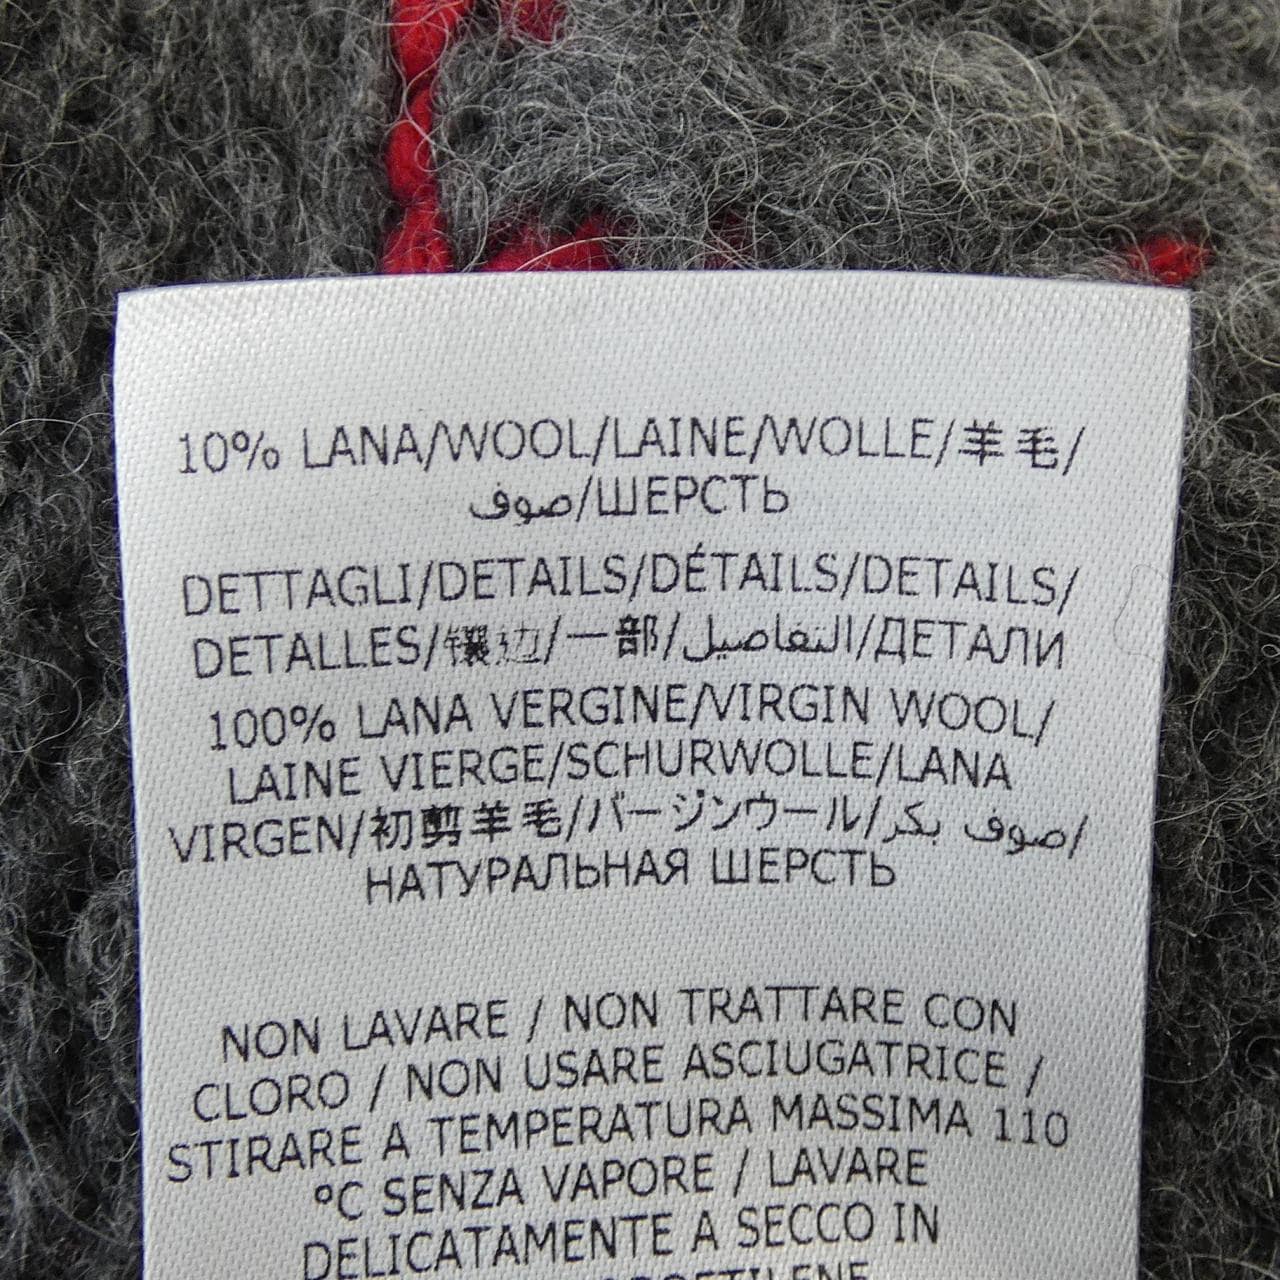 10% LANA/WOOL/LAINE/WOLLE/羊毛/
صوف/ШЕРСТЬ
DETTAGLI/DETAILS/DÉTAILS/DETAILS/
DETALLES/镶边/一部/التفاصيل/ДЕТАЛИ
100% LANA VERGINE/VIRGIN WOOL/
LAINE VIERGE/SCHURWOLLE/LANA
VIRGEN/初剪羊毛/バージンウール/صوف بكر/
НАТУРАЛЬНАЯ ШЕРСТЬ
NON LAVARE / NON TRATTARE CON
CLORO / NON USARE ASCIUGATRICE /
STIRARE A TEMPERATURA MASSIMA 110
°C SENZA VAPORE / LAVARE
DELICATAMENTE A SECCO IN